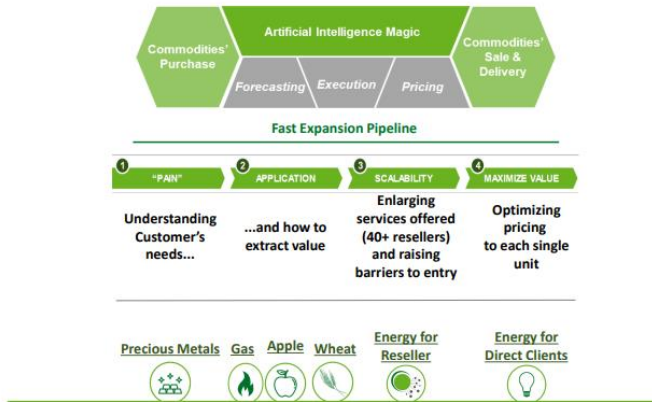 Commodities'
Purchase
Artificial Intelligence Magic
Forecasting
Execution
Pricing
Commodities'
Sale &
Delivery
Fast Expansion Pipeline
1
"PAIN"
2
APPLICATION
3
SCALABILITY
4
MAXIMIZE VALUE
Understanding
Customer's
needs...
...and how to
extract value
Enlarging
services offered
(40+ resellers)
and raising
barriers to entry
Optimizing
pricing
to each single
unit
Precious Metals
Gas
Apple
Wheat
Energy for
Reseller
Energy for
Direct Clients